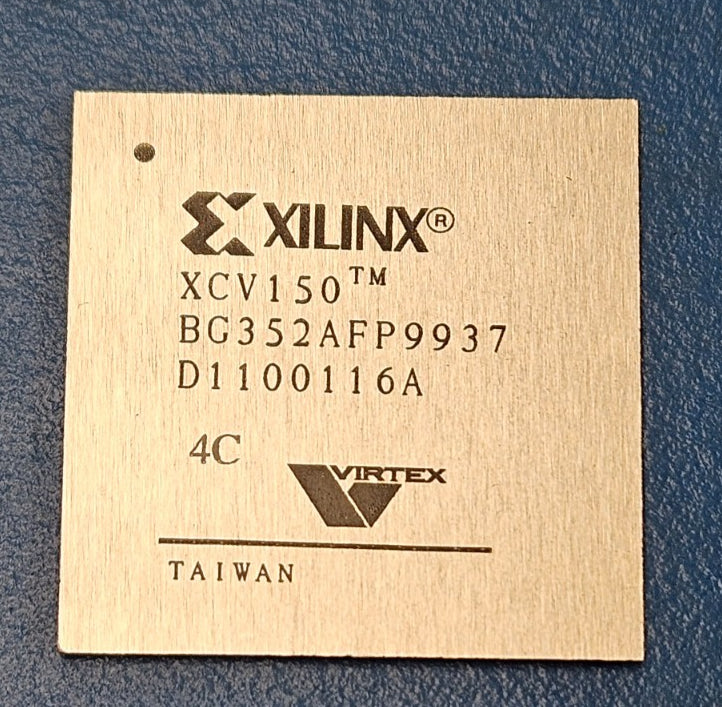 XILINX®
XCV150™
BG352AFP9937
D1100116A
4C
VIRTEX
TAIWAN